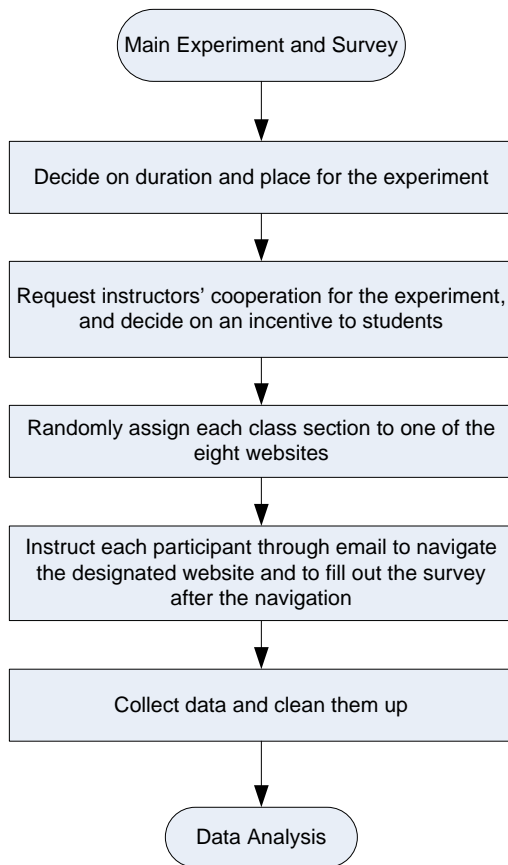 Main Experiment and Survey
Decide on duration and place for the experiment
Request instructors’ cooperation for the experiment,
and decide on an incentive to students
Randomly assign each class section to one of the
eight websites
Instruct each participant through email to navigate
the designated website and to fill out the survey
after the navigation
Collect data and clean them up
Data Analysis